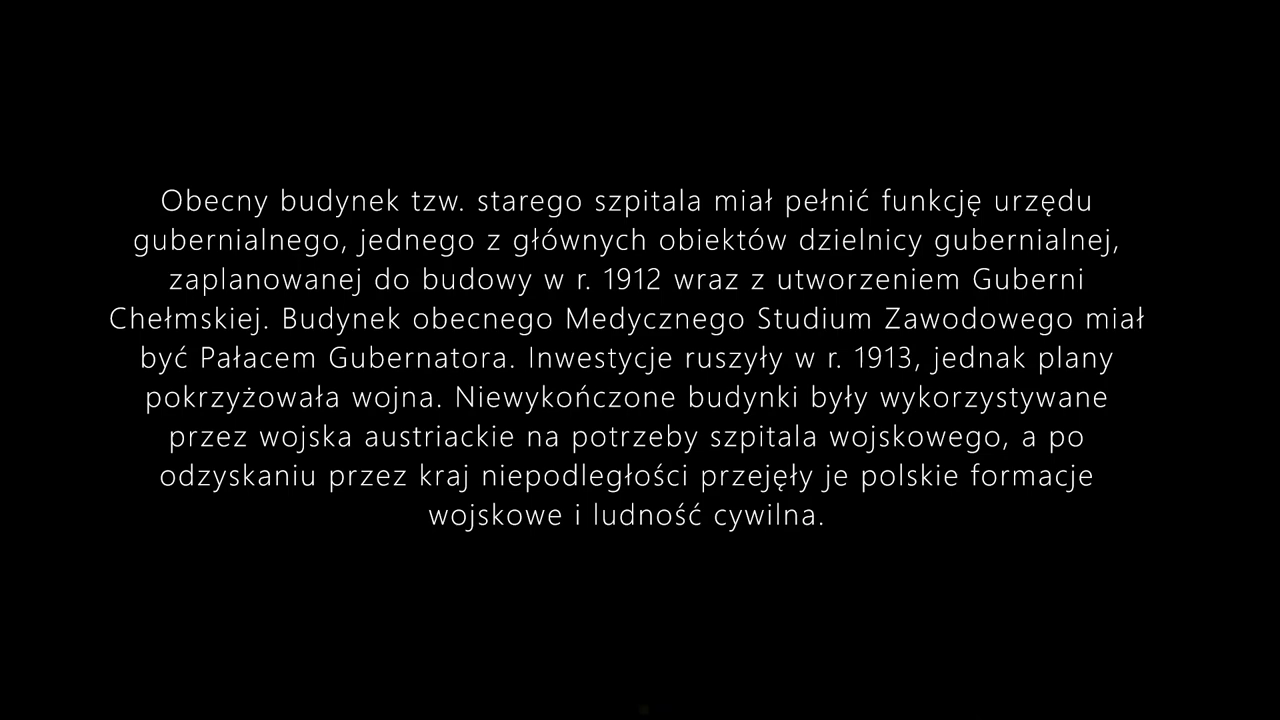 Obecny budynek tzw. starego szpitala miał pełnić funkcję urzędu
gubernialnego, jednego z głównych obiektów dzielnicy gubernialnej,
zaplanowanej do budowy w r. 1912 wraz z utworzeniem Guberni
Chełmskiej. Budynek obecnego Medycznego Studium Zawodowego miał
być Pałacem Gubernatora. Inwestycje ruszyły w r. 1913, jednak plany
pokrzyżowała wojna. Niewykończone budynki były wykorzystywane
przez wojska austriackie na potrzeby szpitala wojskowego, a po
odzyskaniu przez kraj niepodległości przejęły je polskie formacje
wojskowe i ludność cywilna.